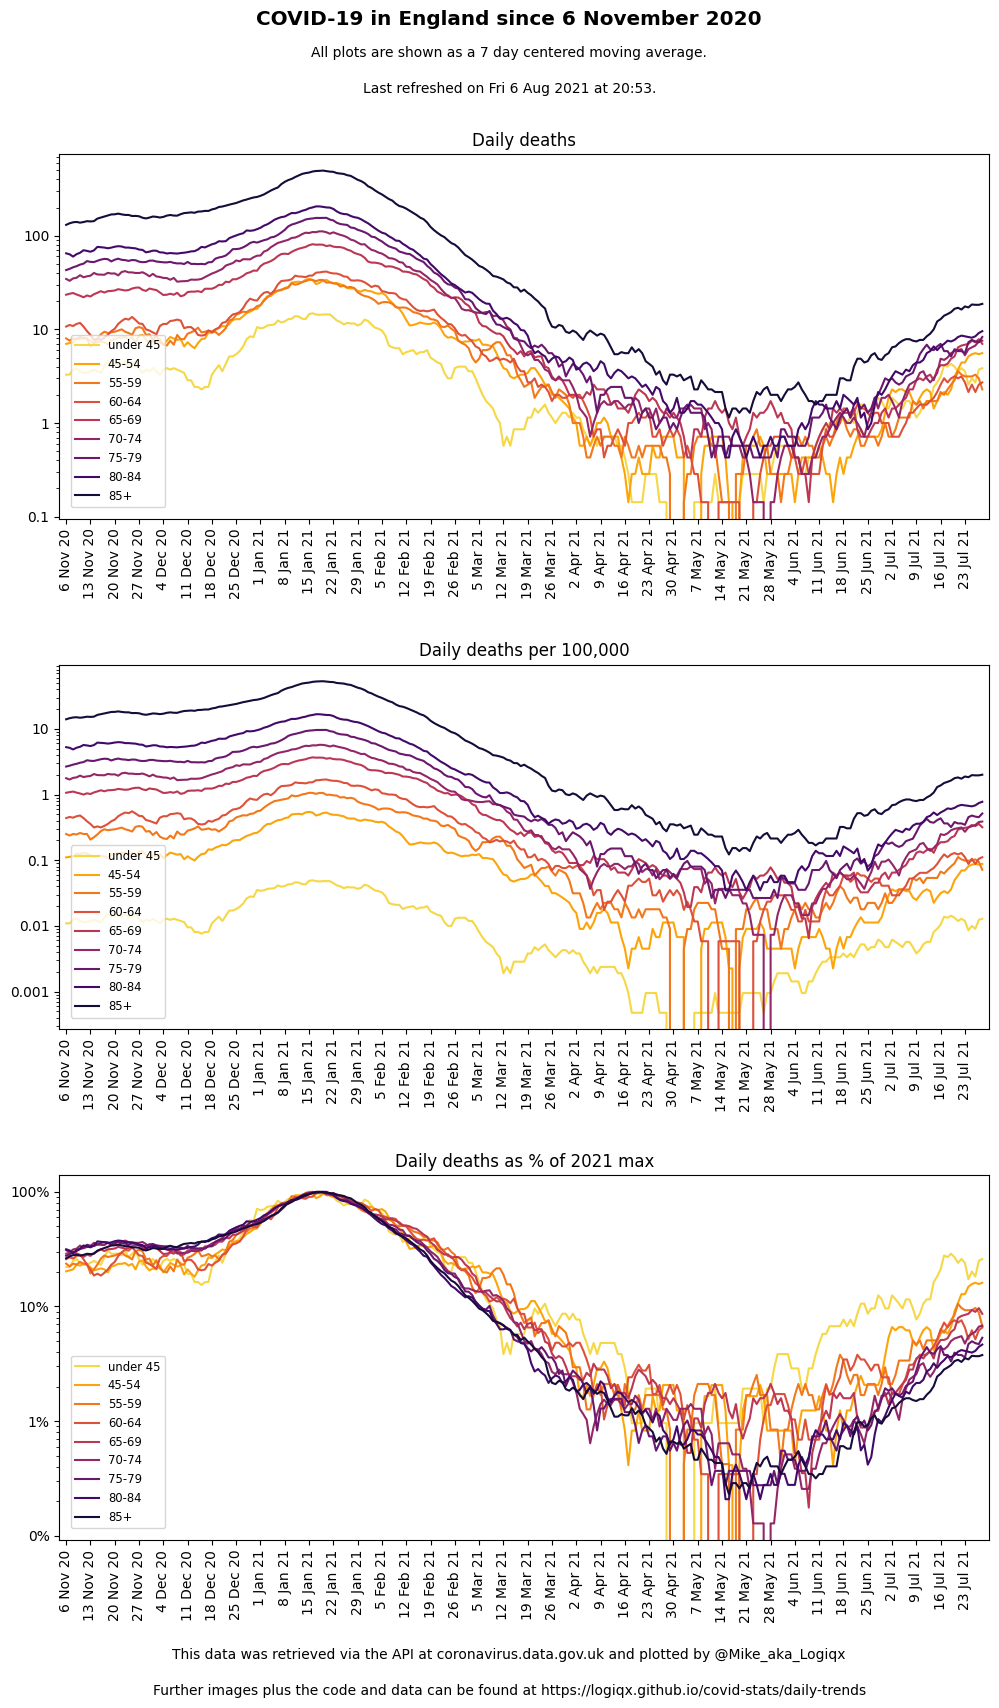 COVID-19 in England since 6 November 2020
All plots are shown as a 7 day centered moving average.
Last refreshed on Fri 6 Aug 2021 at 20:53.
Daily deaths
100
10
1
0.1
under 45
45-54
55-59
60-64
65-69
70-74
75-79
80-84
85+
6 Nov 20
13 Nov 20
20 Nov 20
27 Nov 20
4 Dec 20
11 Dec 20
18 Dec 20
25 Dec 20
1 Jan 21
8 Jan 21
15 Jan 21
22 Jan 21
29 Jan 21
5 Feb 21
12 Feb 21
19 Feb 21
26 Feb 21
5 Mar 21
12 Mar 21
19 Mar 21
26 Mar 21
2 Apr 21
9 Apr 21
16 Apr 21
23 Apr 21
30 Apr 21
7 May 21
14 May 21
21 May 21
28 May 21
4 Jun 21
11 Jun 21
18 Jun 21
25 Jun 21
2 Jul 21
9 Jul 21
16 Jul 21
23 Jul 21
Daily deaths per 100,000
10
1
0.1
0.01
0.001
under 45
45-54
55-59
60-64
65-69
70-74
75-79
80-84
85+
6 Nov 20
13 Nov 20
20 Nov 20
27 Nov 20
4 Dec 20
11 Dec 20
18 Dec 20
25 Dec 20
1 Jan 21
8 Jan 21
15 Jan 21
22 Jan 21
29 Jan 21
5 Feb 21
12 Feb 21
19 Feb 21
26 Feb 21
5 Mar 21
12 Mar 21
19 Mar 21
26 Mar 21
2 Apr 21
9 Apr 21
16 Apr 21
23 Apr 21
30 Apr 21
7 May 21
14 May 21
21 May 21
28 May 21
4 Jun 21
11 Jun 21
18 Jun 21
25 Jun 21
2 Jul 21
9 Jul 21
16 Jul 21
23 Jul 21
Daily deaths as % of 2021 max
100%
10%
1%
0%
under 45
45-54
55-59
60-64
65-69
70-74
75-79
80-84
85+
6 Nov 20
13 Nov 20
20 Nov 20
27 Nov 20
4 Dec 20
11 Dec 20
18 Dec 20
25 Dec 20
1 Jan 21
8 Jan 21
15 Jan 21
22 Jan 21
29 Jan 21
5 Feb 21
12 Feb 21
19 Feb 21
26 Feb 21
5 Mar 21
12 Mar 21
19 Mar 21
26 Mar 21
2 Apr 21
9 Apr 21
16 Apr 21
23 Apr 21
30 Apr 21
7 May 21
14 May 21
21 May 21
28 May 21
4 Jun 21
11 Jun 21
18 Jun 21
25 Jun 21
2 Jul 21
9 Jul 21
16 Jul 21
23 Jul 21
This data was retrieved via the API at coronavirus.data.gov.uk and plotted by @Mike_aka_Logiqx
Further images plus the code and data can be found at https://logiqx.github.io/covid-stats/daily-trends